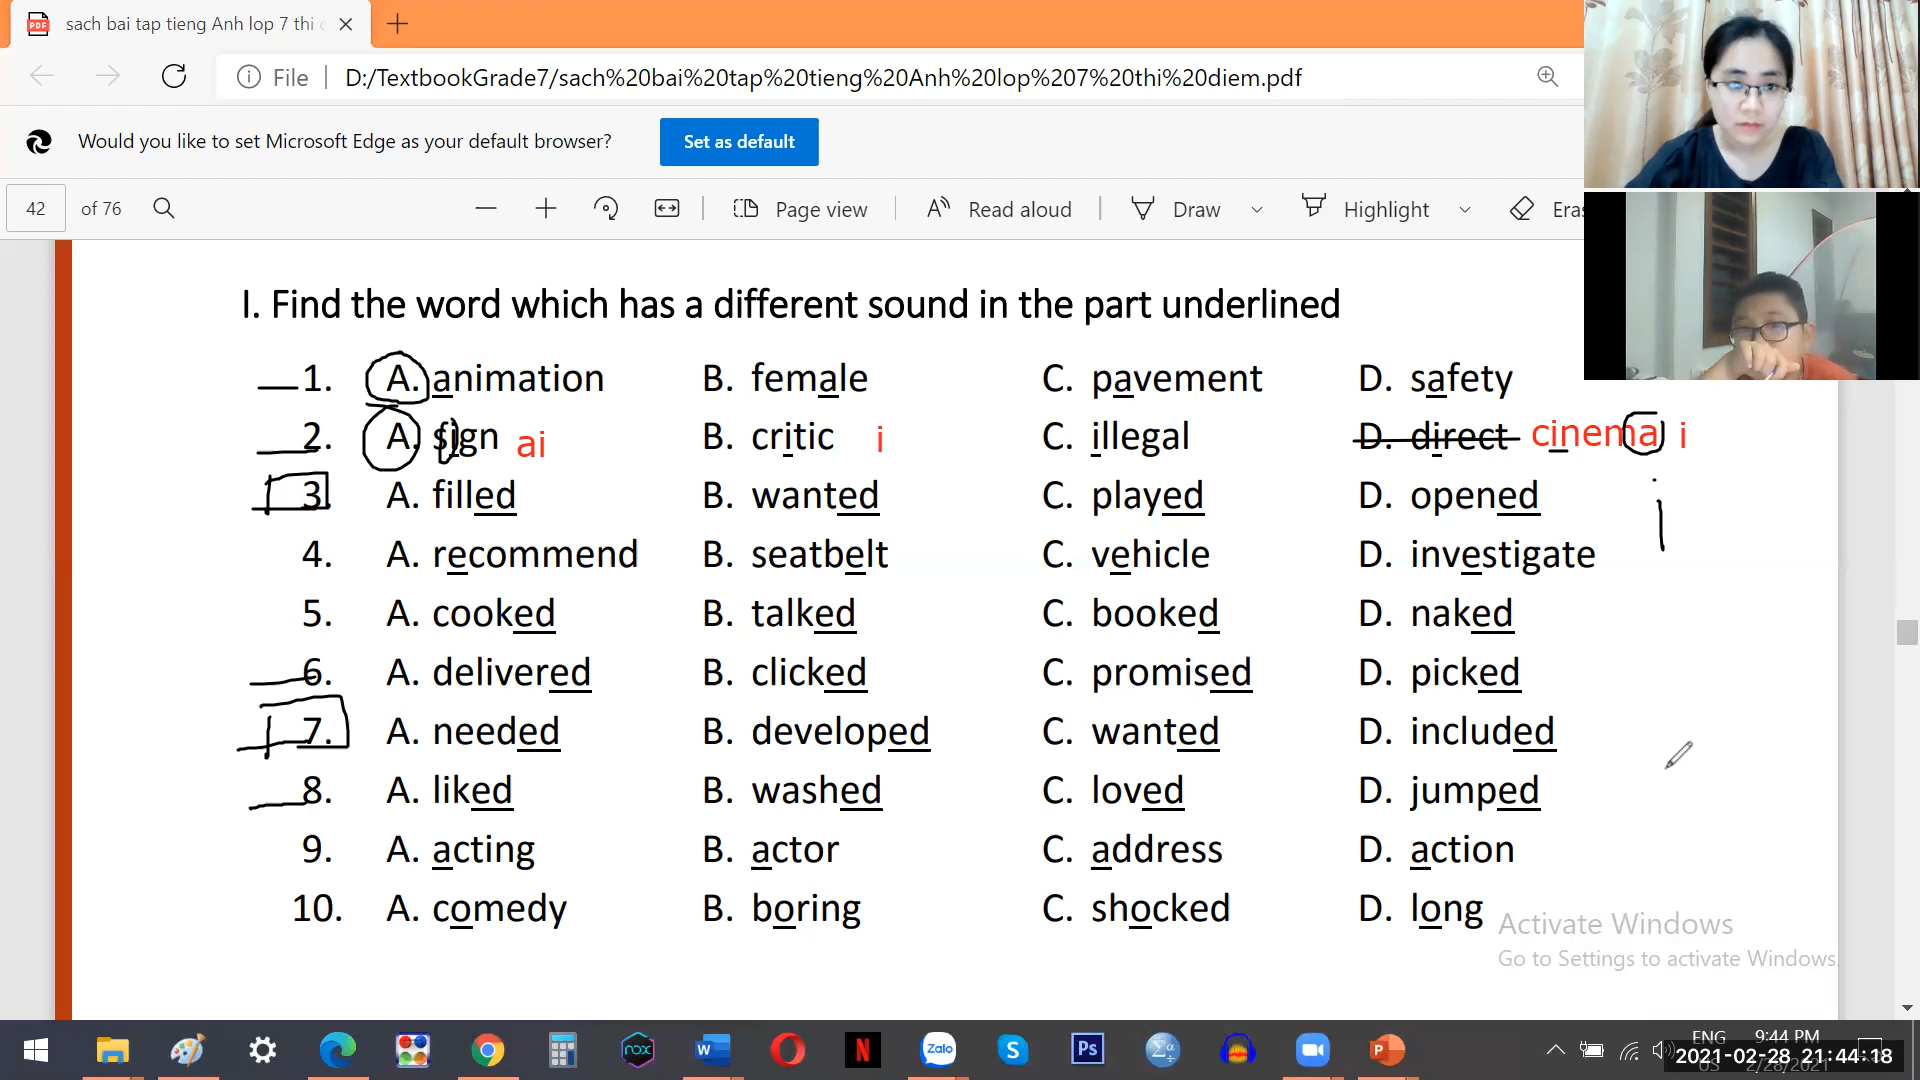 sach bai tap tieng Anh lop 7 thi
File D:/TextbookGrade7/sach%20bai%20tap%20tieng%20Anh%20lop%207%20thi%20diem.pdf
Would you like to set Microsoft Edge as your default browser? Set as default
42 of 76 Page view Read aloud Draw Highlight Eras
I. Find the word which has a different sound in the part underlined
1. A. animation B. female C. pavement D. safety
2. A. sign ai B. critic i C. illegal D. direct cinema i
3. A. filled B. wanted C. played D. opened i
4. A. recommend B. seatbelt C. vehicle D. investigate
5. A. cooked B. talked C. booked D. naked
6. A. delivered B. clicked C. promised D. picked
7. A. needed B. developed C. wanted D. included
8. A. liked B. washed C. loved D. jumped
9. A. acting B. actor C. address D. action
10. A. comedy B. boring C. shocked D. long
Activate Windows
Go to Settings to activate Windows.
ENG 9:44 PM
2021-02-28 21:44:18